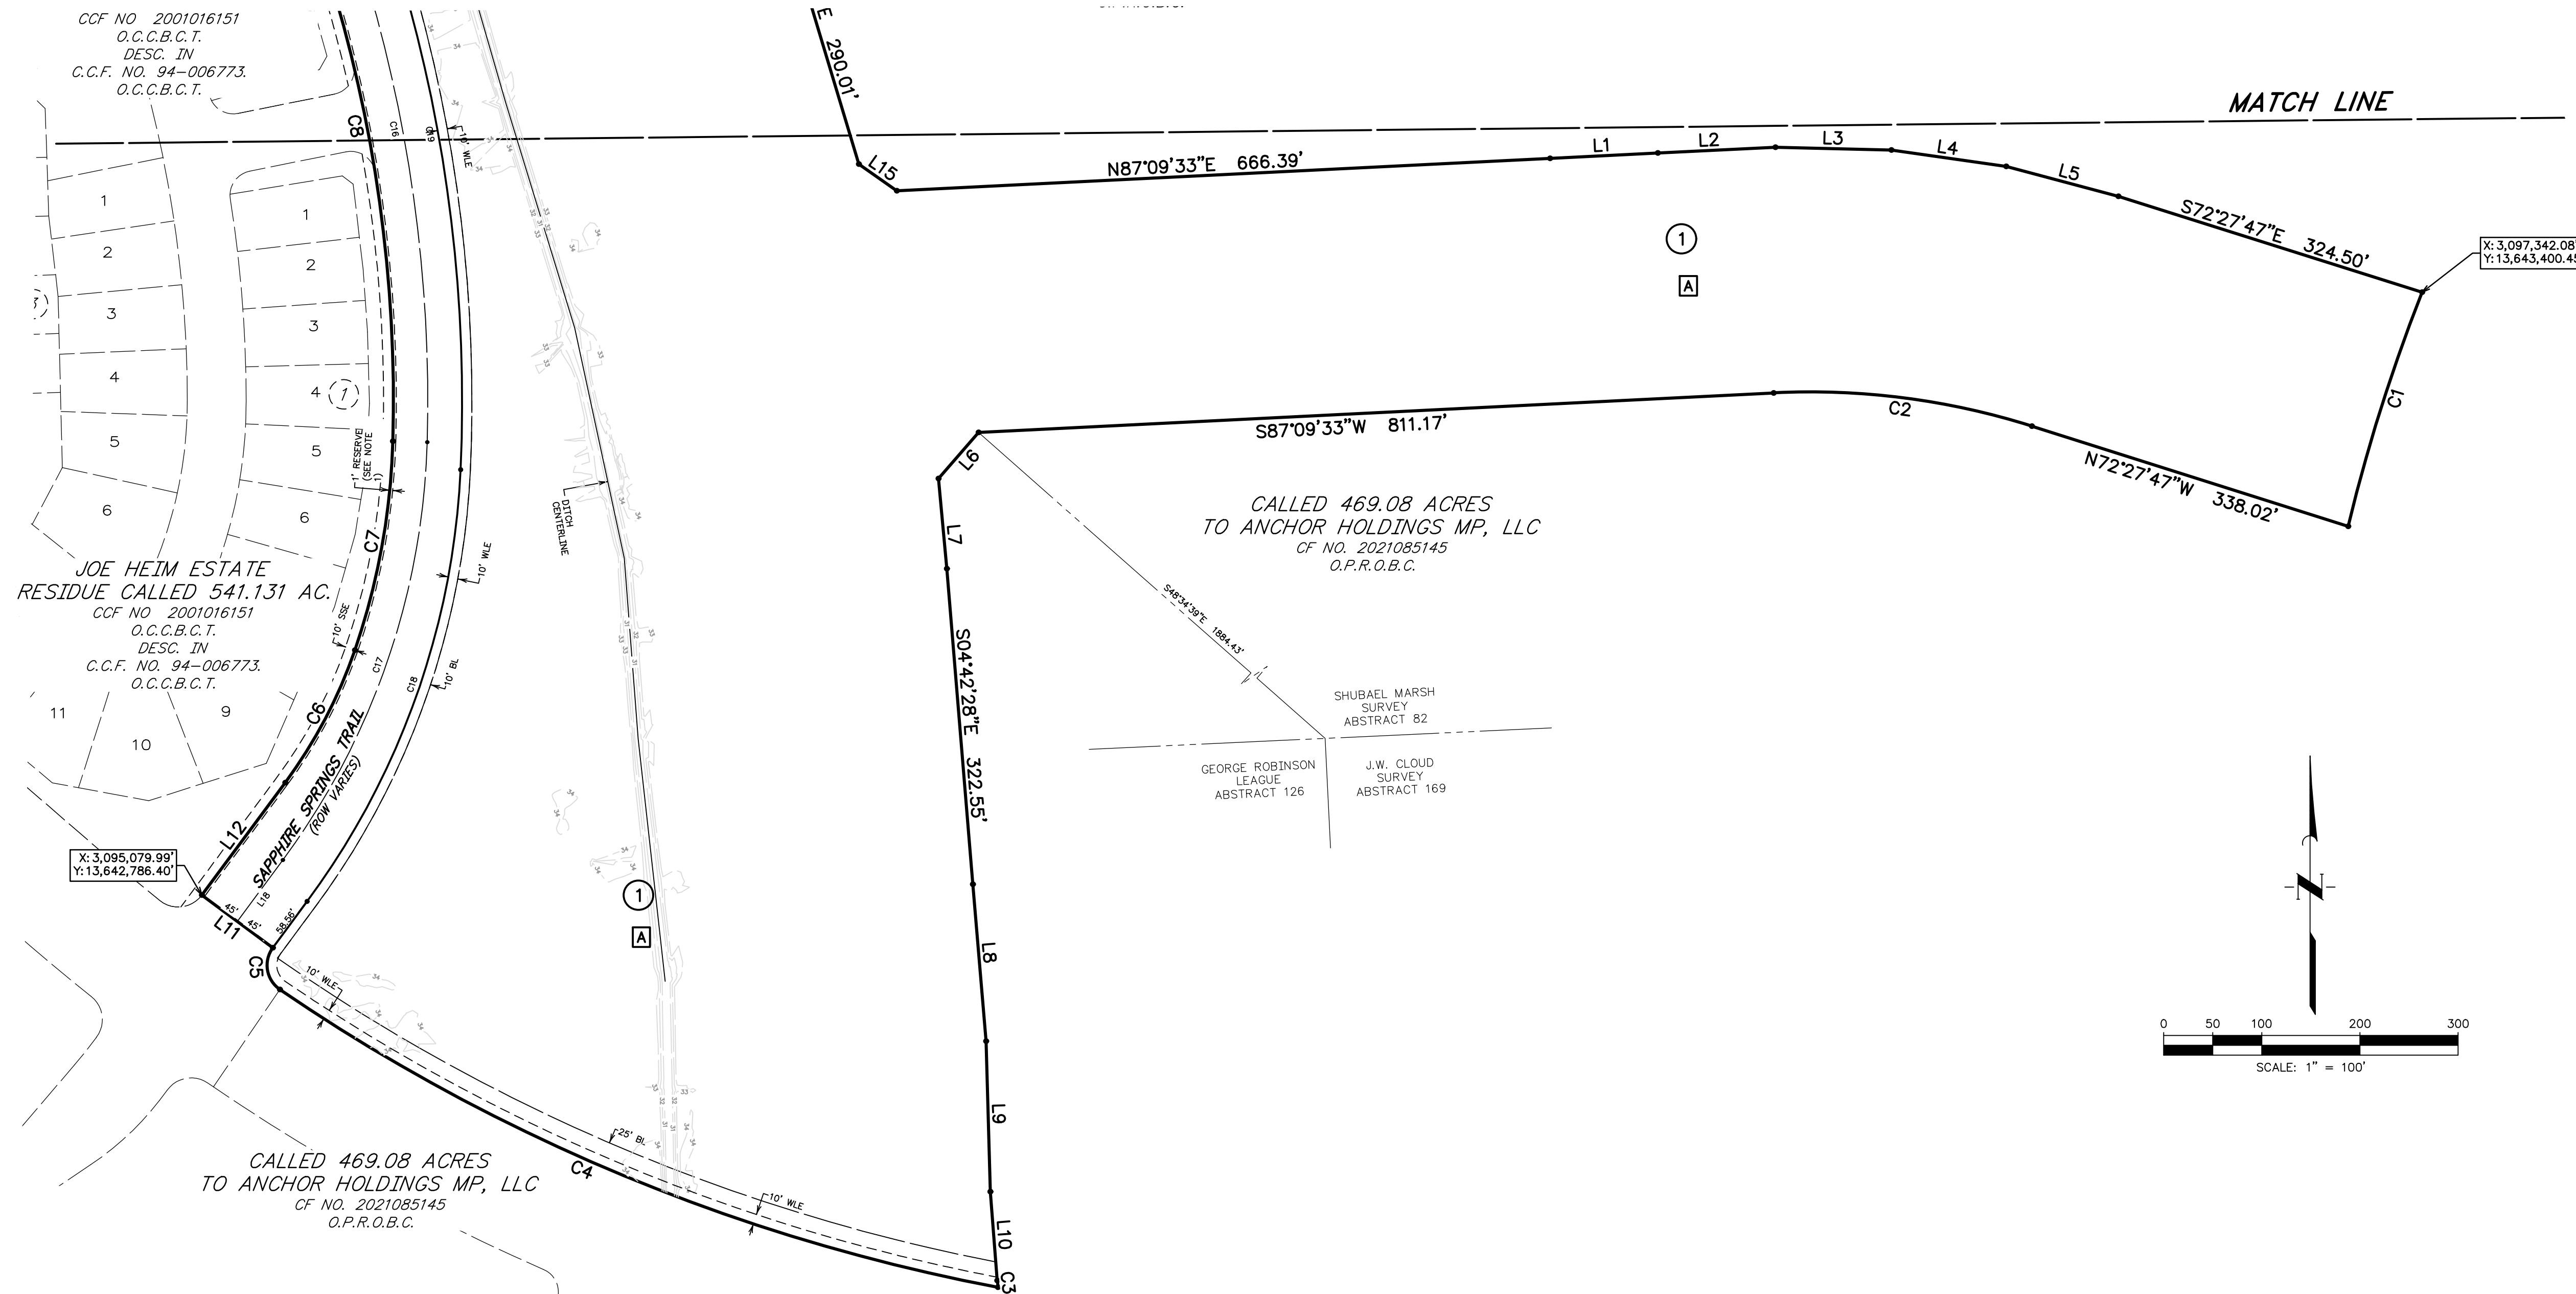 CCF NO 2001016151
O.C.C.B.C.T.
DESC. IN
C.C.F. NO. 94-006773.
O.C.C.B.C.T.
E 290.01'
MATCH LINE
C8
C16
C19
10' WLE
L15
N87°09'33"E 666.39'
L1
L2
L3
L4
L5
S72°27'47"E 324.50'
X: 3,097,342.08'
Y: 13,643,400.45
1
A
C1
C2
N72°27'47"W 338.02'
S87°09'33"W 811.17'
L6
L7
1
2
3
4
5
6
1
2
3
4
1
5
6
1' RESERVE
(SEE NOTE
1)
DITCH
CENTERLINE
C7
10' WLE
CALLED 469.08 ACRES
TO ANCHOR HOLDINGS MP, LLC
CF NO. 2021085145
O.P.R.O.B.C.
JOE HEIM ESTATE
RESIDUE CALLED 541.131 AC.
CCF NO 2001016151
O.C.C.B.C.T.
DESC. IN
C.C.F. NO. 94-006773.
O.C.C.B.C.T.
10' SSE
C17
C18
10' BL
C6
11
10
9
S48°34'39"E 1884.43'
S04°42'28"E 322.55'
SHUBAEL MARSH
SURVEY
ABSTRACT 82
GEORGE ROBINSON
LEAGUE
ABSTRACT 126
J.W. CLOUD
SURVEY
ABSTRACT 169
SAPPHIRE SPRINGS TRAIL
(ROW VARIES)
L12
X: 3,095,079.99'
Y: 13,642,786.40'
L18
45'
45'
58.56'
L11
C5
1
A
L8
L9
L10
C3
10' WLE
25' BL
10' WLE
C4
CALLED 469.08 ACRES
TO ANCHOR HOLDINGS MP, LLC
CF NO. 2021085145
O.P.R.O.B.C.
N
0 50 100 200 300
SCALE: 1" = 100'